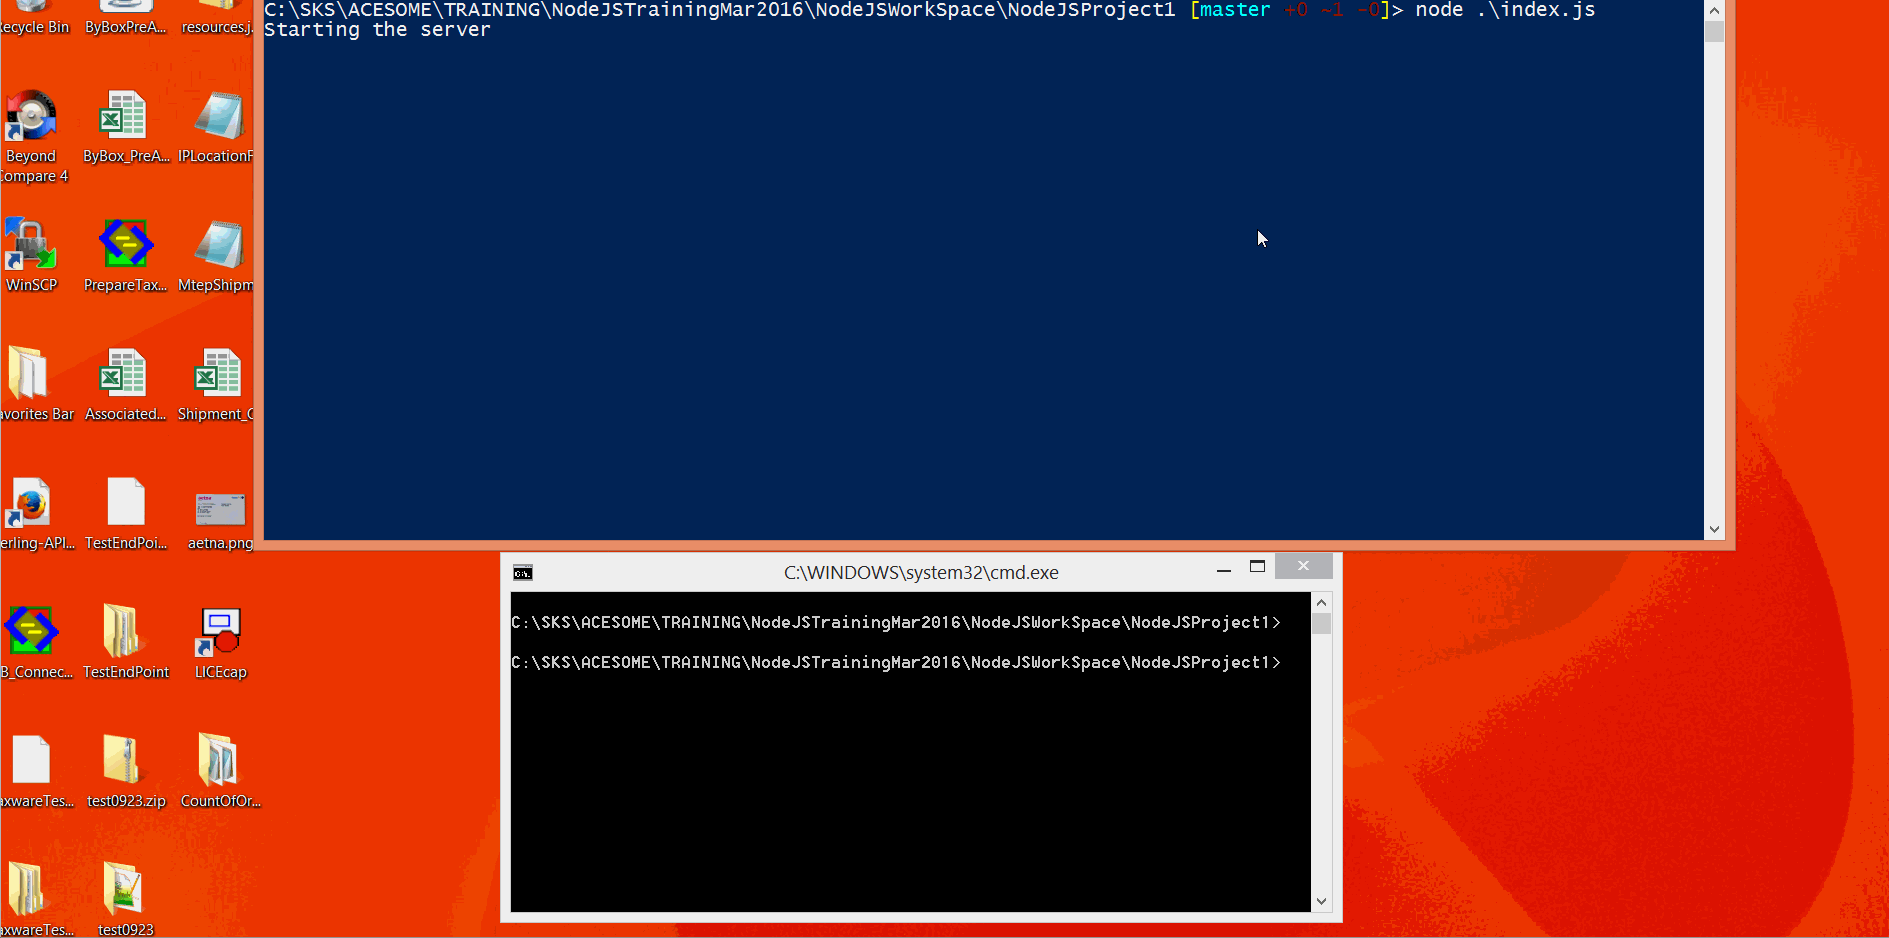 C:\SKS\ACESOME\TRAINING\NodeJSTrainingMar2016\NodeJSWorkSpace\NodeJSProject1 [master +0 ~1 -0]> node .\index.js
Starting the server
ecycle Bin
ByBoxPreA...
resources.j
Beyond
Compare 4
ByBox_PreA...
IPLocationF
WinSCP
PrepareTax...
MtepShipm
avorites Bar
Associated...
Shipment_C
erling-API...
TestEndPoi...
aetna.png
B_Connec...
TestEndPoint
LICEcap
axwareTes...
test0923.zip
CountOfOr...
axwareTes...
test0923
C:\WINDOWS\system32\cmd.exe
C:\SKS\ACESOME\TRAINING\NodeJSTrainingMar2016\NodeJSWorkSpace\NodeJSProject1>
C:\SKS\ACESOME\TRAINING\NodeJSTrainingMar2016\NodeJSWorkSpace\NodeJSProject1>